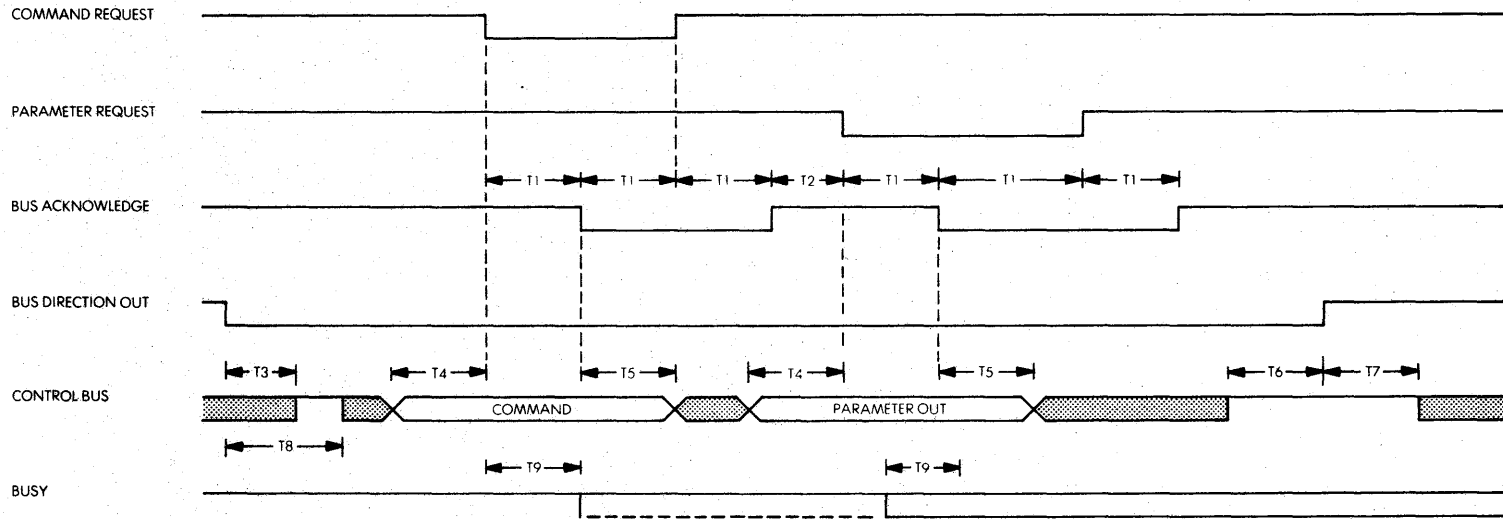 COMMAND REQUEST
PARAMETER REQUEST
T1 T1 T1 T2 T1 T1 T1
BUS ACKNOWLEDGE
BUS DIRECTION OUT
T3 T4 T5 T4 T5 T6 T7
CONTROL BUS
COMMAND PARAMETER OUT
T8
T9 T9
BUSY